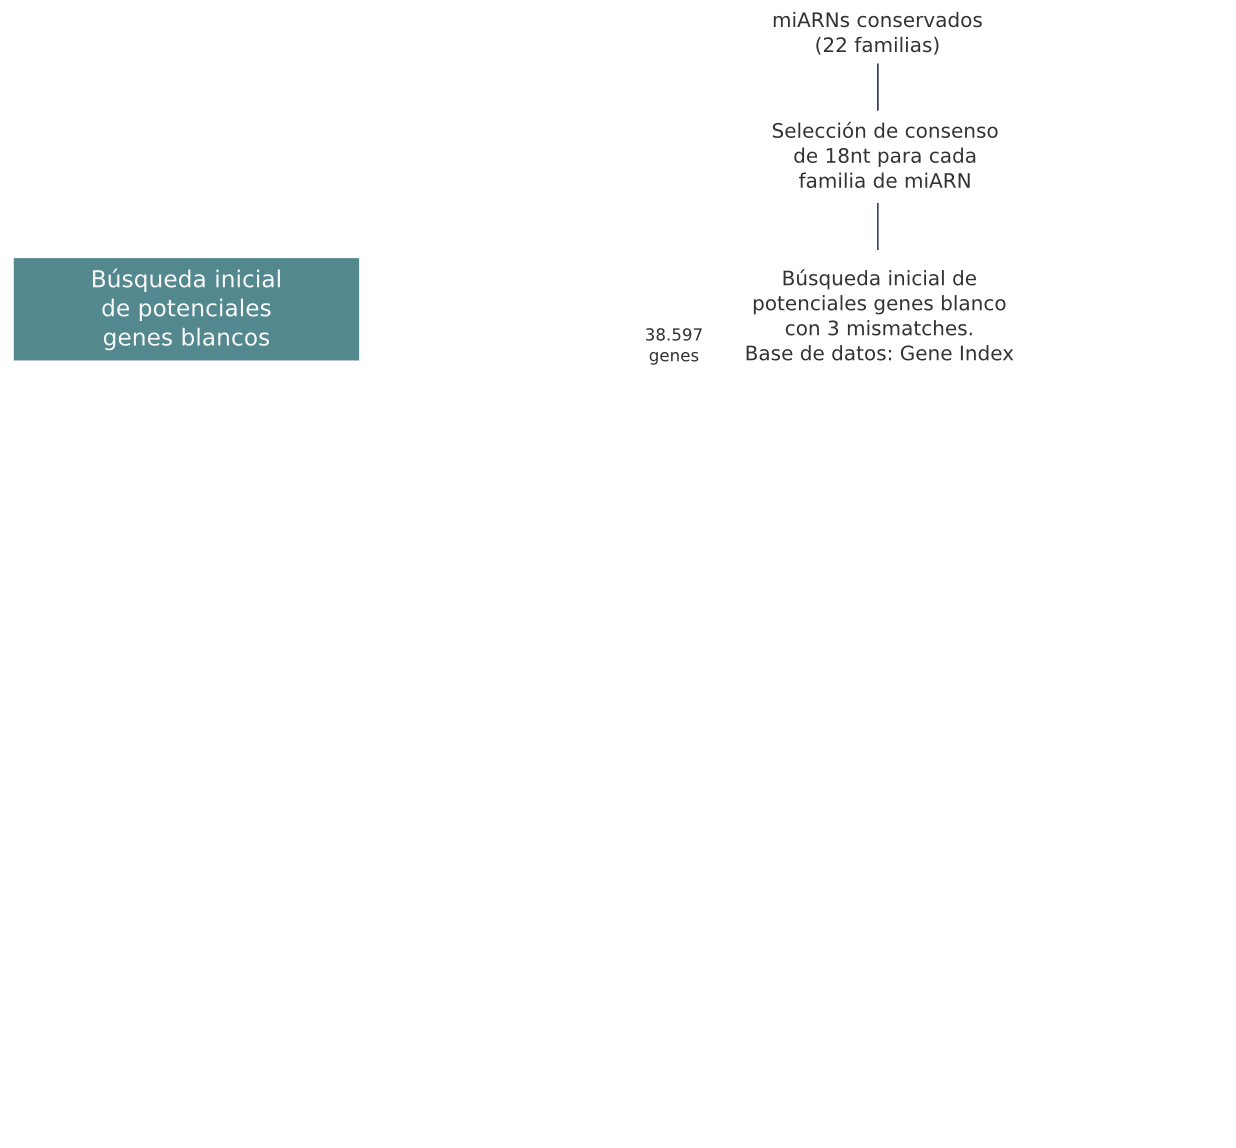 miARNs conservados
(22 familias)
Selección de consenso
de 18nt para cada
familia de miARN
Búsqueda inicial
de potenciales
genes blancos
38.597
genes
Búsqueda inicial de
potenciales genes blanco
con 3 mismatches.
Base de datos: Gene Index